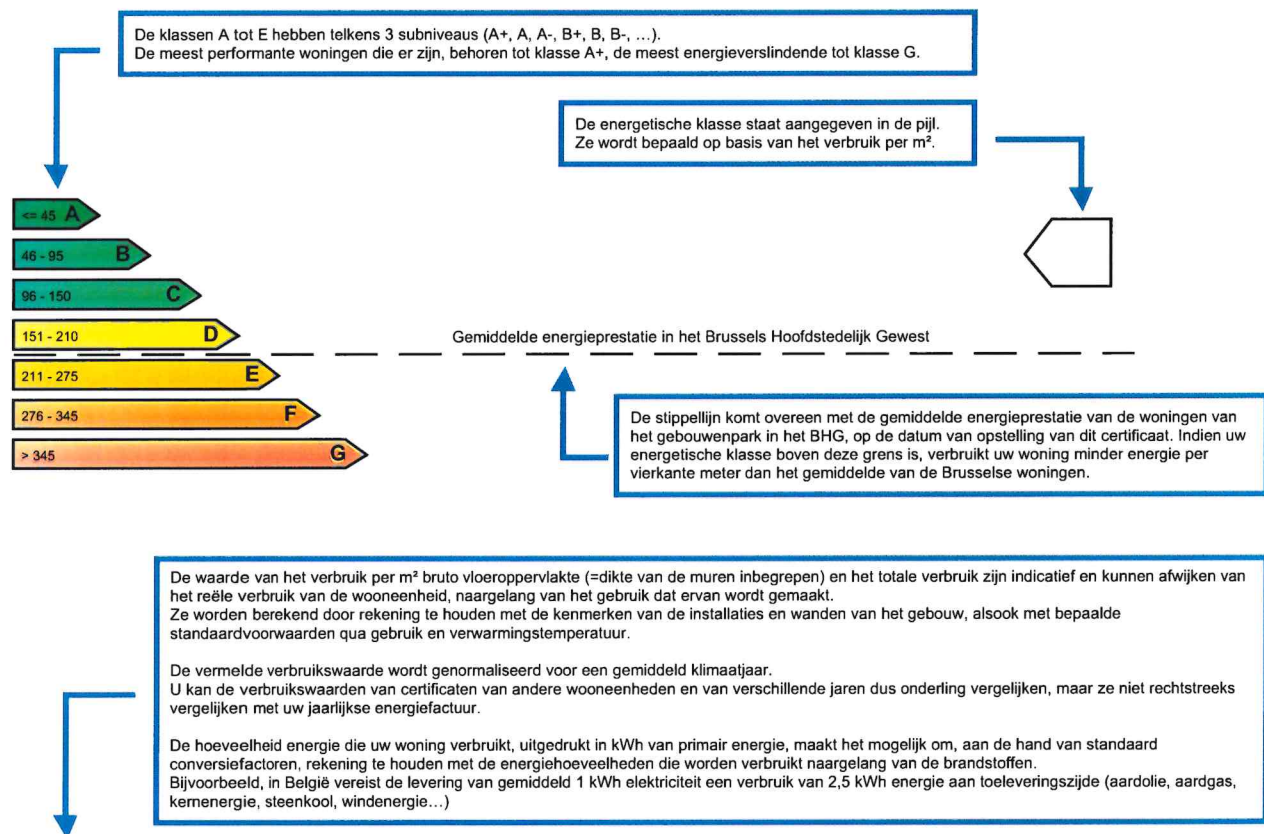 De klassen A tot E hebben telkens 3 subniveaus (A+, A, A-, B+, B, B-, …).
De meest performante woningen die er zijn, behoren tot klasse A+, de meest energieverslindende tot klasse G.
De energetische klasse staat aangegeven in de pijl.
Ze wordt bepaald op basis van het verbruik per m².
<= 45 A
46 - 95 B
96 - 150 C
151 - 210 D
Gemiddelde energieprestatie in het Brussels Hoofdstedelijk Gewest
211 - 275 E
276 - 345 F
> 345 G
De stippellijn komt overeen met de gemiddelde energieprestatie van de woningen van
het gebouwenpark in het BHG, op de datum van opstelling van dit certificaat. Indien uw
energetische klasse boven deze grens is, verbruikt uw woning minder energie per
vierkante meter dan het gemiddelde van de Brusselse woningen.
De waarde van het verbruik per m² bruto vloeroppervlakte (=dikte van de muren inbegrepen) en het totale verbruik zijn indicatief en kunnen afwijken van
het reële verbruik van de wooneenheid, naargelang van het gebruik dat ervan wordt gemaakt.
Ze worden berekend door rekening te houden met de kenmerken van de installaties en wanden van het gebouw, alsook met bepaalde
standaardvoorwaarden qua gebruik en verwarmingstemperatuur.
De vermelde verbruikswaarde wordt genormaliseerd voor een gemiddeld klimaatjaar.
U kan de verbruikswaarden van certificaten van andere wooneenheden en van verschillende jaren dus onderling vergelijken, maar ze niet rechtstreeks
vergelijken met uw jaarlijkse energiefactuur.
De hoeveelheid energie die uw woning verbruikt, uitgedrukt in kWh van primair energie, maakt het mogelijk om, aan de hand van standaard
conversiefactoren, rekening te houden met de energiehoeveelheden die worden verbruikt naargelang van de brandstoffen.
Bijvoorbeeld, in België vereist de levering van gemiddeld 1 kWh elektriciteit een verbruik van 2,5 kWh energie aan toeleveringszijde (aardolie, aardgas,
kernenergie, steenkool, windenergie…)